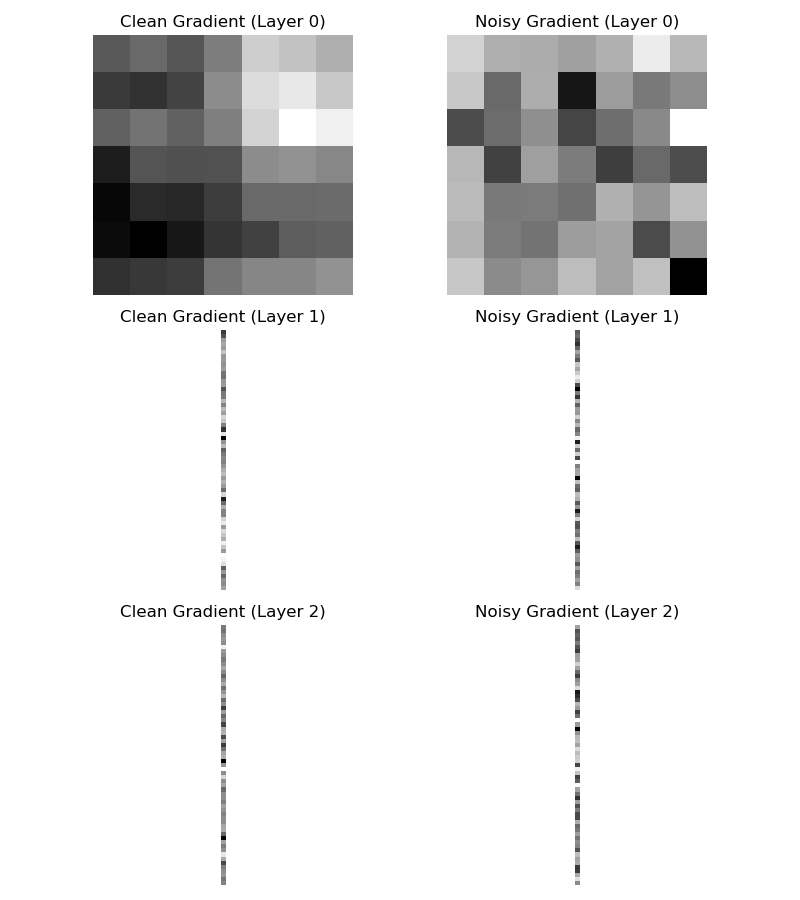 Clean Gradient (Layer 0)
Noisy Gradient (Layer 0)
Clean Gradient (Layer 1)
Noisy Gradient (Layer 1)
Clean Gradient (Layer 2)
Noisy Gradient (Layer 2)